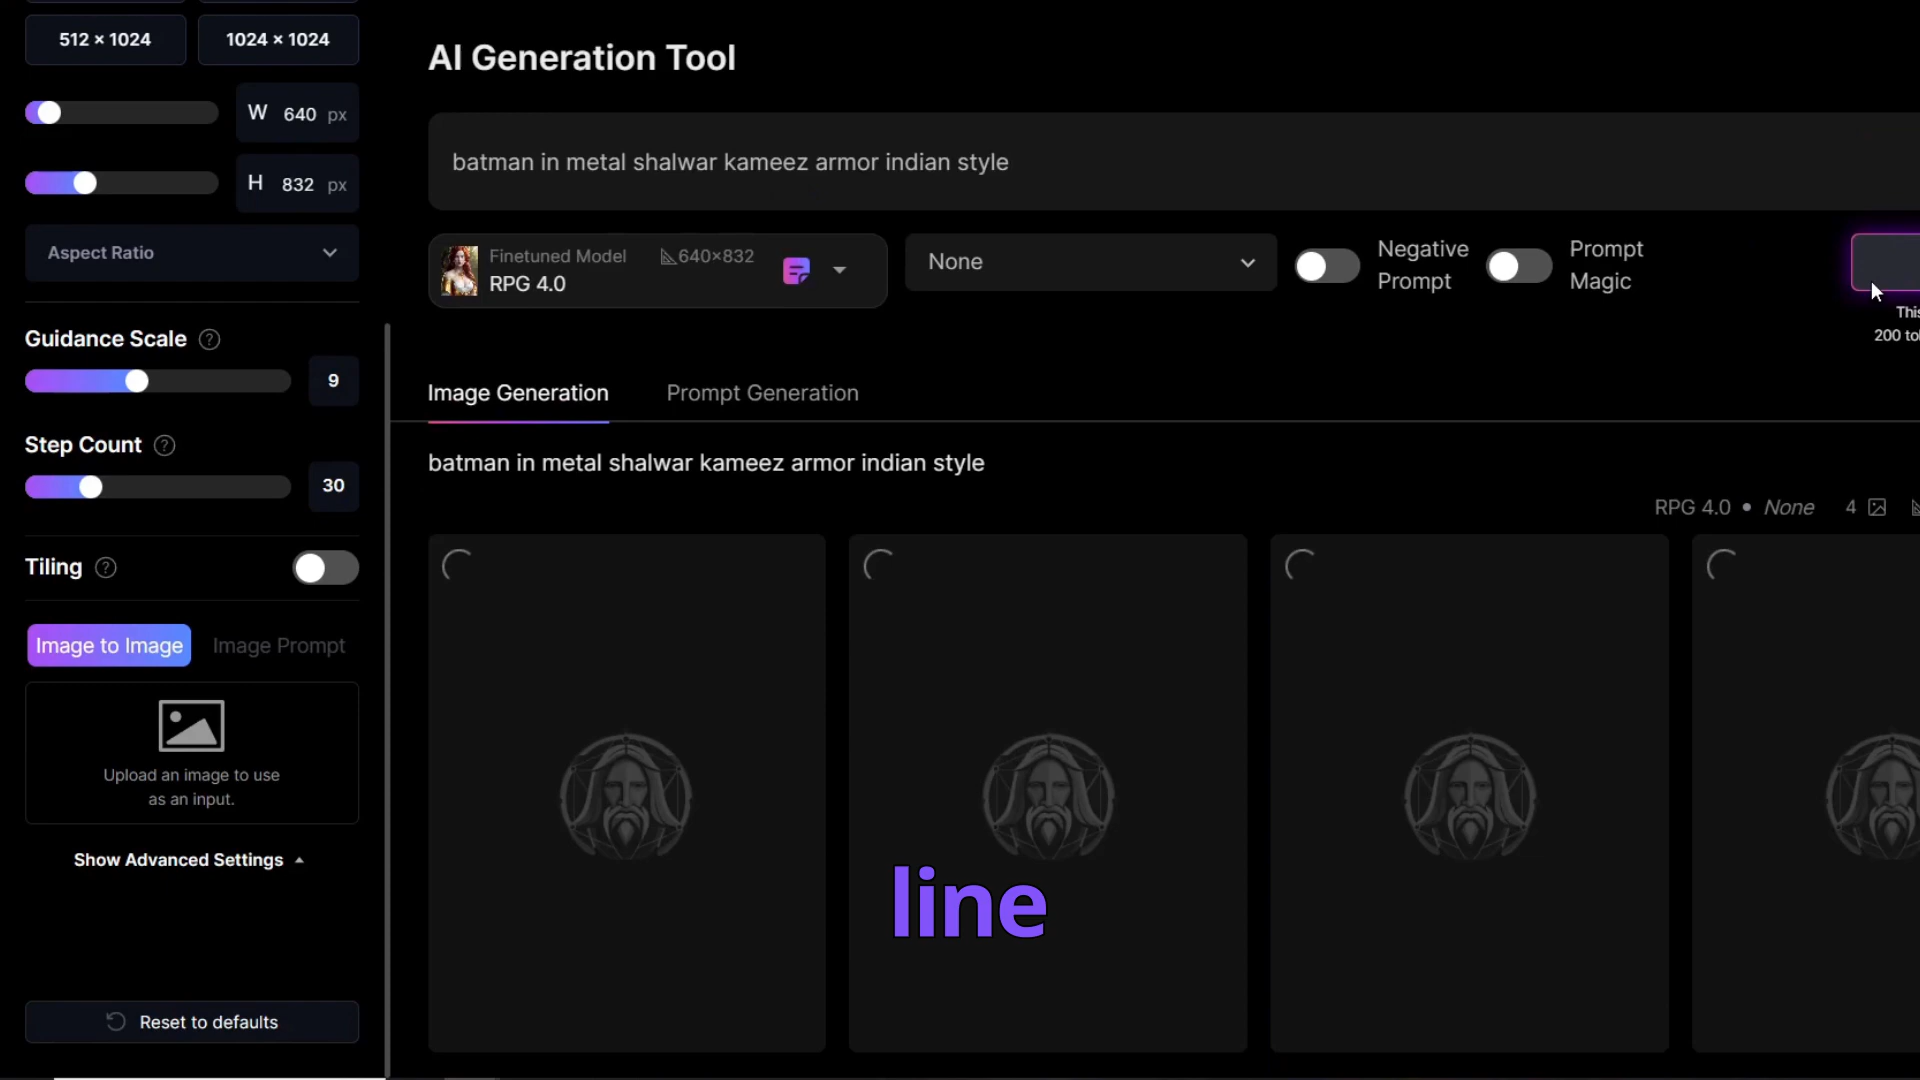 512 × 1024
1024 × 1024
W 640 px
H 832 px
Aspect Ratio
Guidance Scale ?
9
Step Count ?
30
Tiling ?
Image to Image
Image Prompt
Upload an image to use
as an input.
Show Advanced Settings
Reset to defaults
AI Generation Tool
batman in metal shalwar kameez armor indian style
Finetuned Model
640×832
RPG 4.0
None
Negative
Prompt
Prompt
Magic
This
200
Image Generation
Prompt Generation
batman in metal shalwar kameez armor indian style
RPG 4.0 • None 4
line